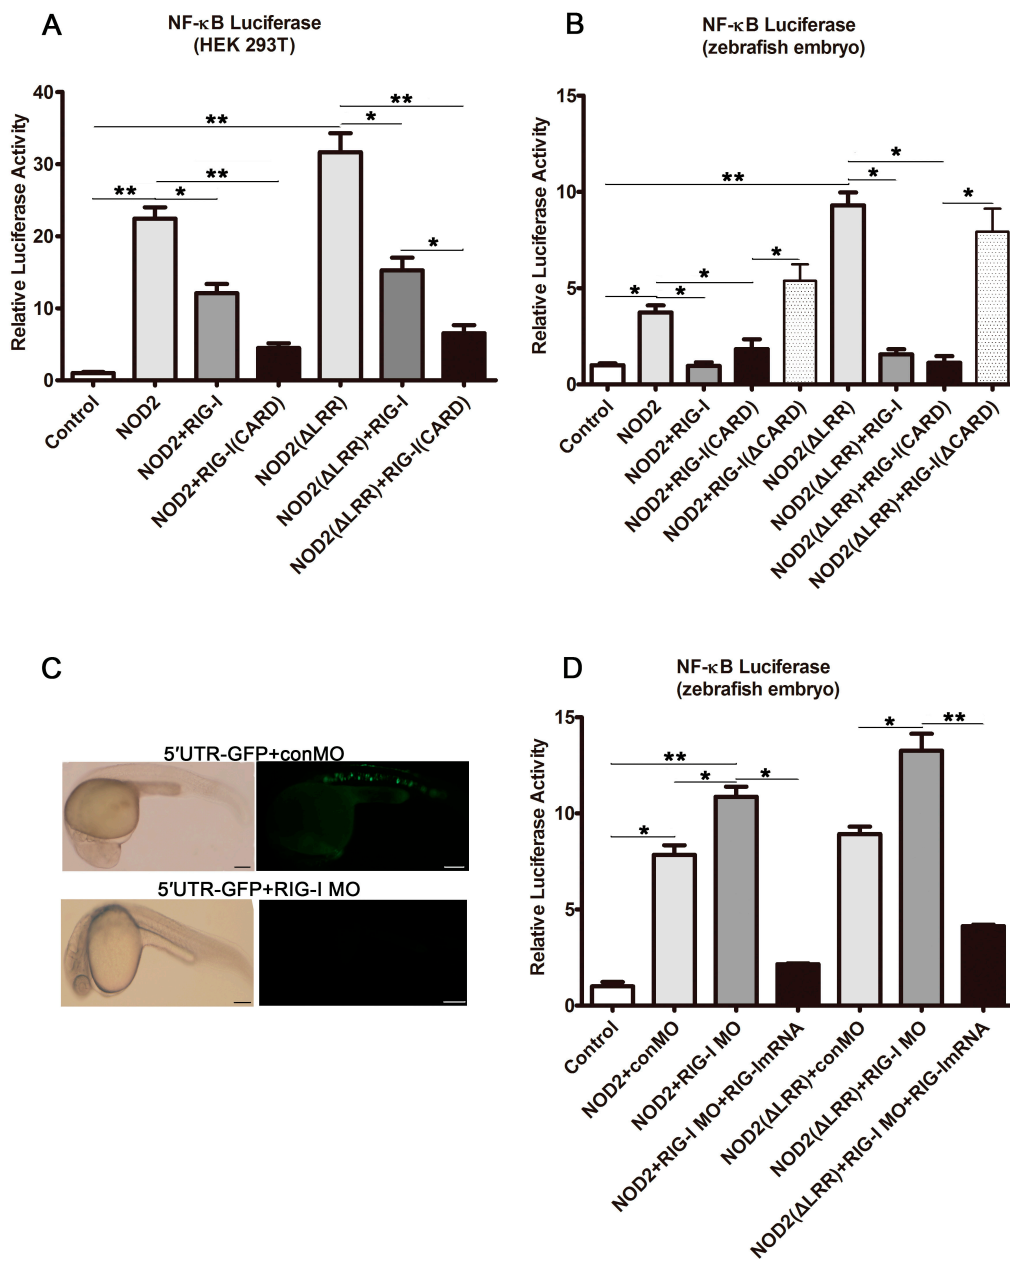 A
NF-κB Luciferase
(HEK 293T)
Relative Luciferase Activity
40
30
20
10
0
**
*
**
**
*
**
*
Control
NOD2
NOD2+RIG-I
NOD2+RIG-I(CARD)
NOD2(ΔLRR)
NOD2(ΔLRR)+RIG-I
NOD2(ΔLRR)+RIG-I(CARD)
B
NF-κB Luciferase
(zebrafish embryo)
Relative Luciferase Activity
15
10
5
0
*
*
*
*
**
*
*
*
Control
NOD2
NOD2+RIG-I
NOD2+RIG-I(CARD)
NOD2+RIG-I(ΔCARD)
NOD2(ΔLRR)
NOD2(ΔLRR)+RIG-I
NOD2(ΔLRR)+RIG-I(CARD)
NOD2(ΔLRR)+RIG-I(ΔCARD)
C
5'UTR-GFP+conMO
5'UTR-GFP+RIG-I MO
D
NF-κB Luciferase
(zebrafish embryo)
Relative Luciferase Activity
15
10
5
0
*
**
*
*
*
**
Control
NOD2+conMO
NOD2+RIG-I MO
NOD2+RIG-I MO+RIG-ImRNA
NOD2(ΔLRR)+conMO
NOD2(ΔLRR)+RIG-I MO
NOD2(ΔLRR)+RIG-I MO+RIG-ImRNA